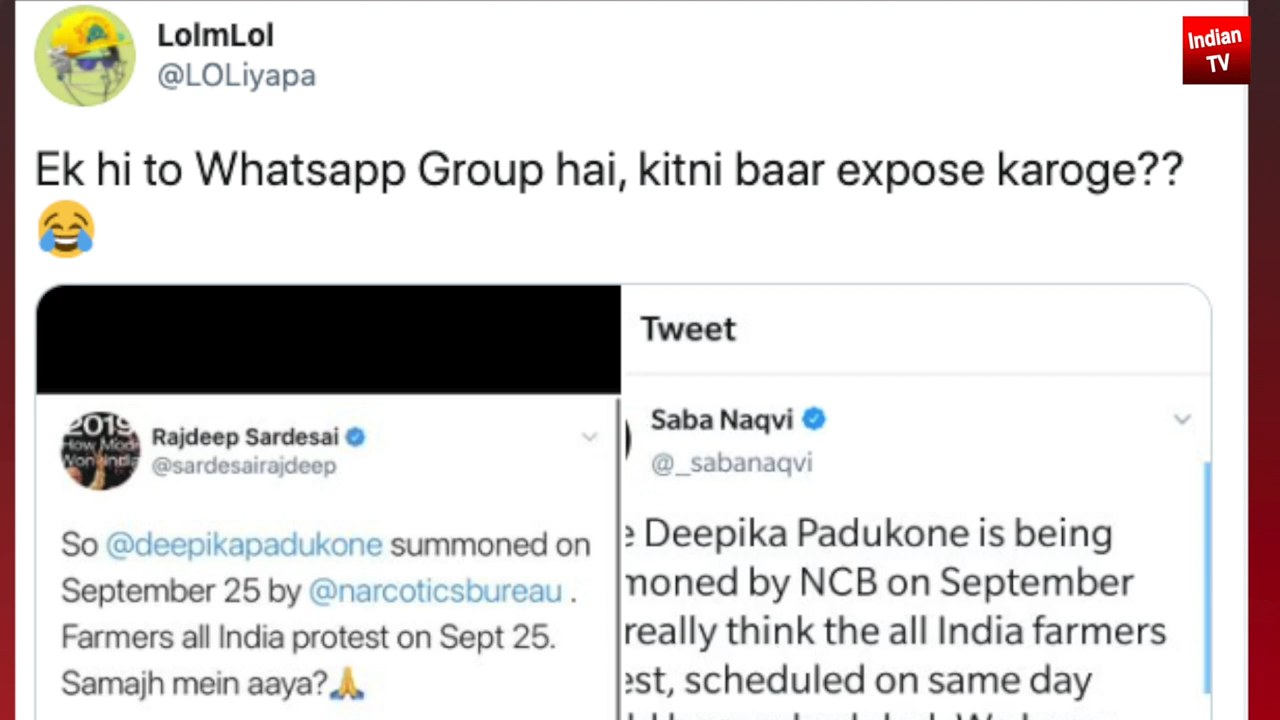 LolmLol
@LOLiyapa
Indian
TV
Ek hi to Whatsapp Group hai, kitni baar expose karoge??
😂
Rajdeep Sardesai
@sardesairajdeep
So @deepikapadukone summoned on
September 25 by @narcoticsbureau .
Farmers all India protest on Sept 25.
Samajh mein aaya?🙏
Tweet
Saba Naqvi
@_sabanaqvi
e Deepika Padukone is being
moned by NCB on September
really think the all India farmers
est, scheduled on same day